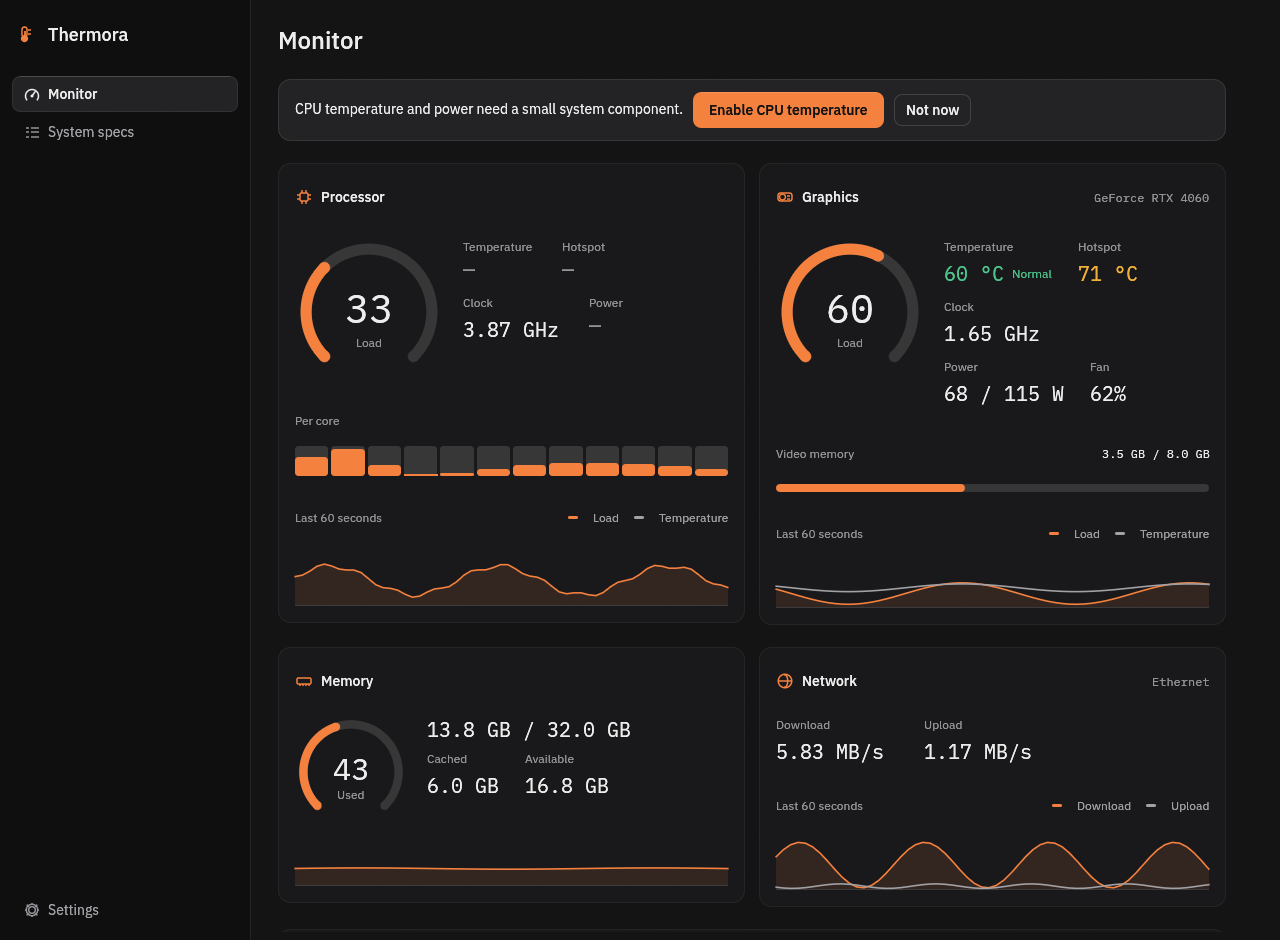 Thermora
Monitor
System specs
Settings
Monitor
CPU temperature and power need a small system component. Enable CPU temperature Not now
Processor
33
Load
Temperature Hotspot
— —
Clock Power
3.87 GHz —
Per core
Last 60 seconds Load Temperature
Graphics GeForce RTX 4060
60
Load
Temperature Hotspot
60 °C Normal 71 °C
Clock
1.65 GHz
Power Fan
68 / 115 W 62%
Video memory 3.5 GB / 8.0 GB
Last 60 seconds Load Temperature
Memory
43
Used
13.8 GB / 32.0 GB
Cached Available
6.0 GB 16.8 GB
Network Ethernet
Download Upload
5.83 MB/s 1.17 MB/s
Last 60 seconds Download Upload